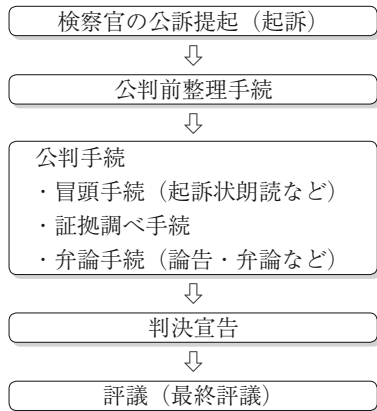 検察官の公訴提起（起訴）
⇩
公判前整理手続
⇩
公判手続
・冒頭手続（起訴状朗読など）
・証拠調べ手続
・弁論手続（論告・弁論など）
⇩
判決宣告
⇩
評議（最終評議）